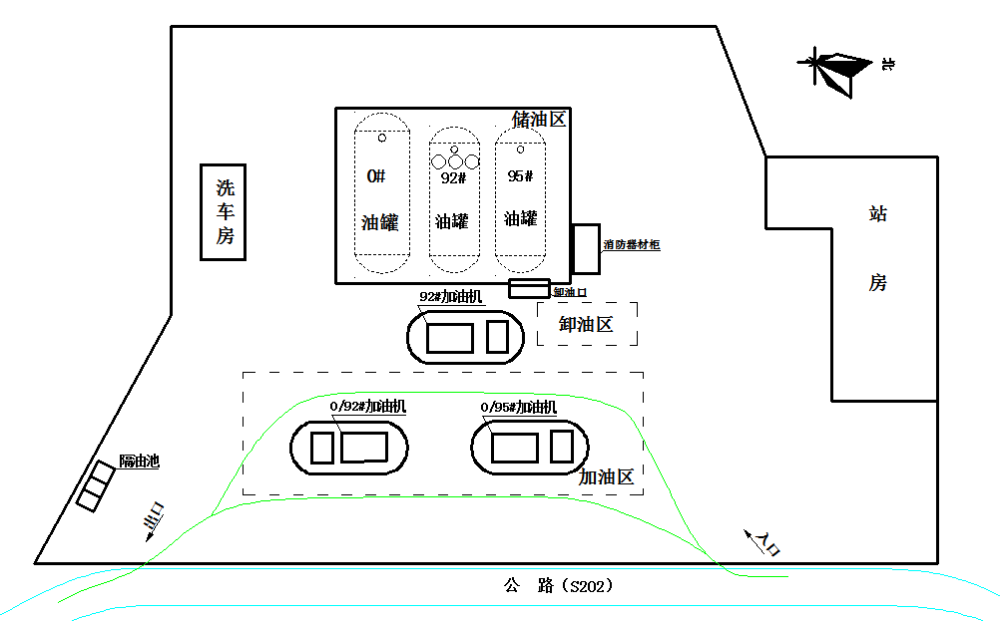 北
储油区
0#
油罐
92#
油罐
95#
油罐
洗车房
站房
消防器材柜
卸油口
92#加油机
卸油区
0/92#加油机
0/95#加油机
加油区
隔油池
出口
入口
公 路(S202)